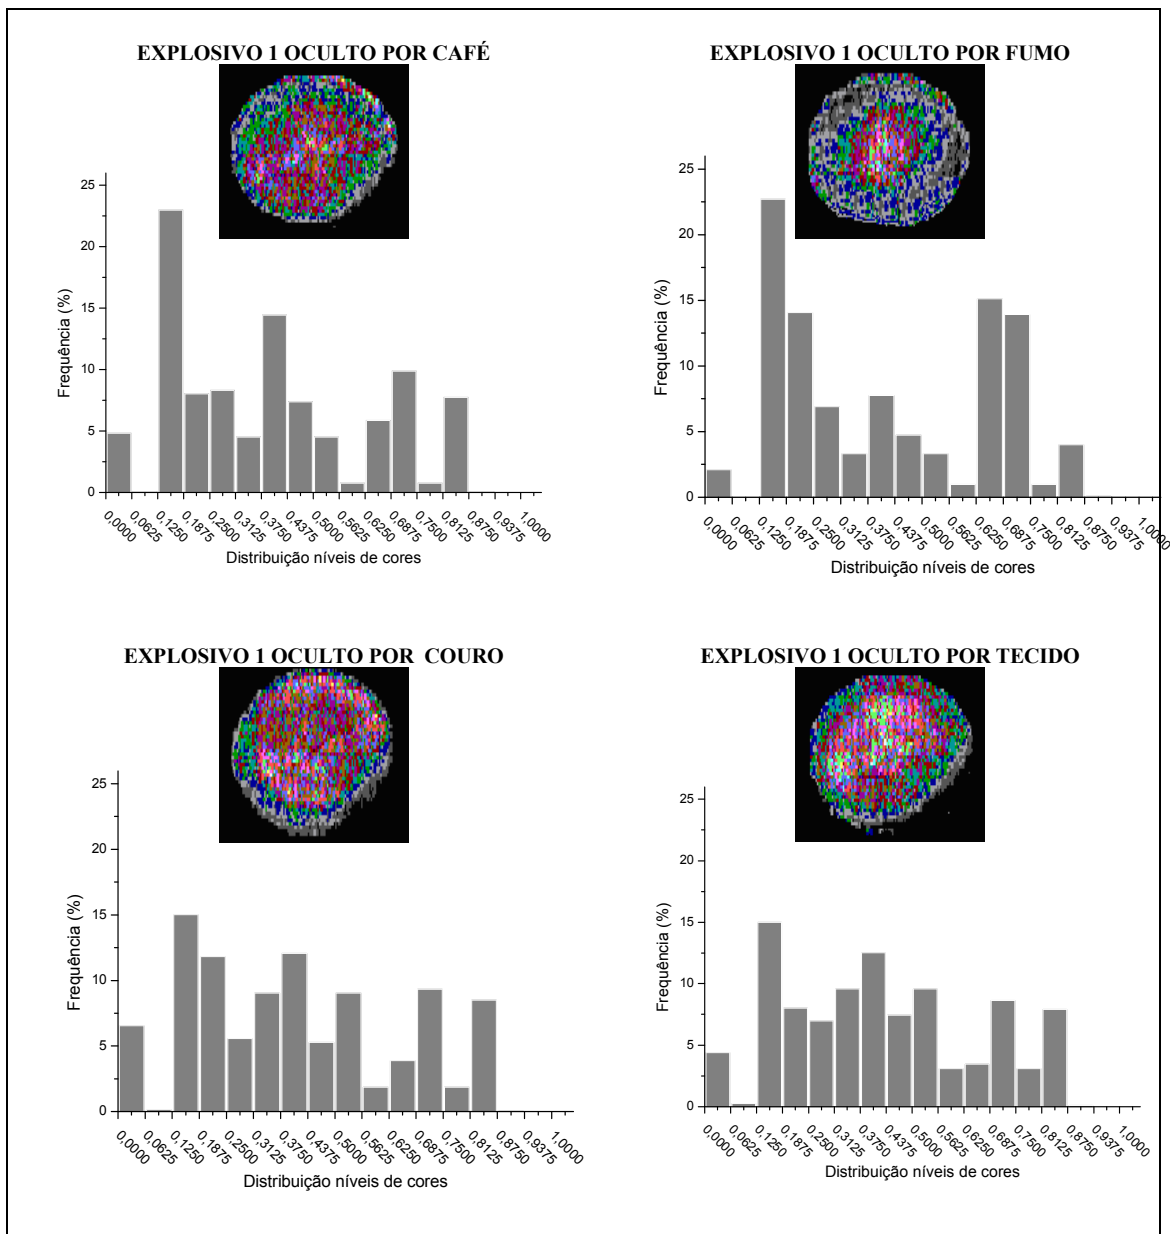 EXPLOSIVO 1 OCULTO POR CAFÉ
25
20
15
10
5
0
Frequência (%)
0,0000 0,0625 0,1250 0,1875 0,2500 0,3125 0,3750 0,4375 0,5000 0,5625 0,6250 0,6875 0,7500 0,8125 0,8750 0,9375 1,0000
Distribuição níveis de cores
EXPLOSIVO 1 OCULTO POR FUMO
25
20
15
10
5
0
Frequência (%)
0,0000 0,0625 0,1250 0,1875 0,2500 0,3125 0,3750 0,4375 0,5000 0,5625 0,6250 0,6875 0,7500 0,8125 0,8750 0,9375 1,0000
Distribuição níveis de cores
EXPLOSIVO 1 OCULTO POR COURO
25
20
15
10
5
0
Frequência (%)
0,0000 0,0625 0,1250 0,1875 0,2500 0,3125 0,3750 0,4375 0,5000 0,5625 0,6250 0,6875 0,7500 0,8125 0,8750 0,9375 1,0000
Distribuição níveis de cores
EXPLOSIVO 1 OCULTO POR TECIDO
25
20
15
10
5
0
Frequência (%)
0,0000 0,0625 0,1250 0,1875 0,2500 0,3125 0,3750 0,4375 0,5000 0,5625 0,6250 0,6875 0,7500 0,8125 0,8750 0,9375 1,0000
Distribuição níveis de cores